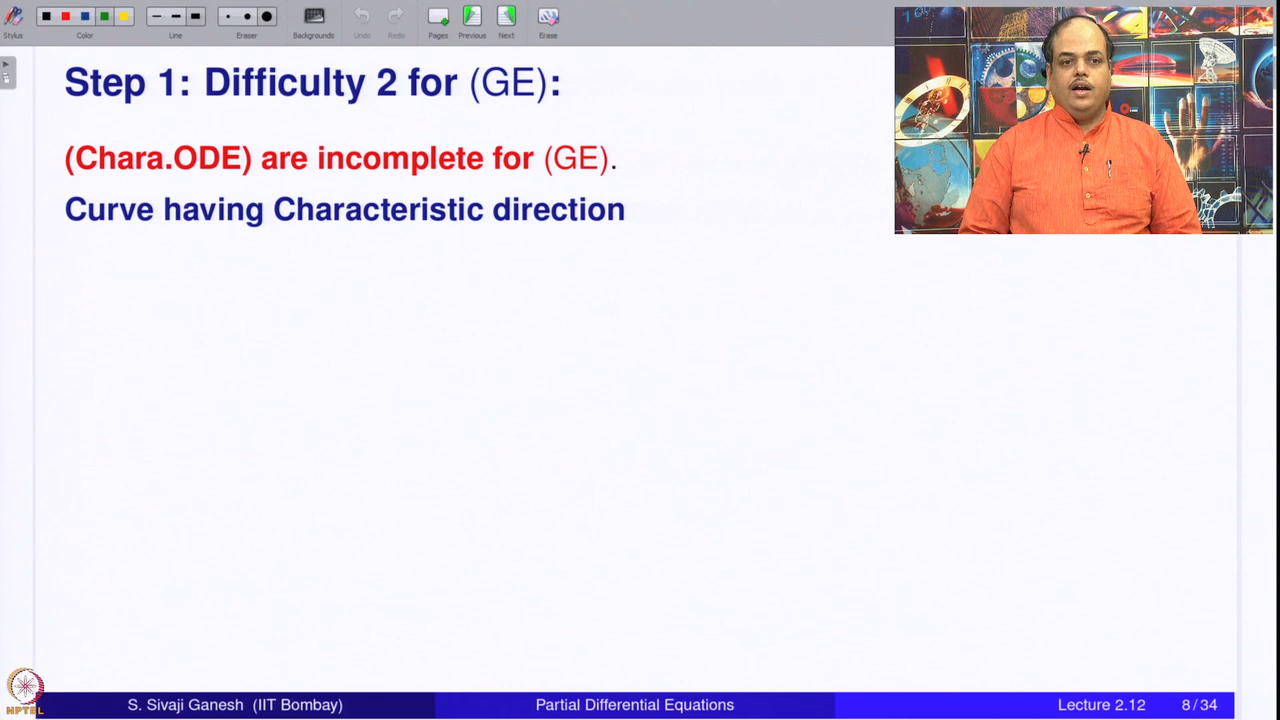 Stylus
Color
Line
Eraser
Backgrounds
Undo
Redo
Pages
Previous
Next
Erase
Step 1: Difficulty 2 for (GE):
(Chara.ODE) are incomplete for (GE).
Curve having Characteristic direction
NPTEL
S. Sivaji Ganesh (IIT Bombay)
Partial Differential Equations
Lecture 2.12
8/34